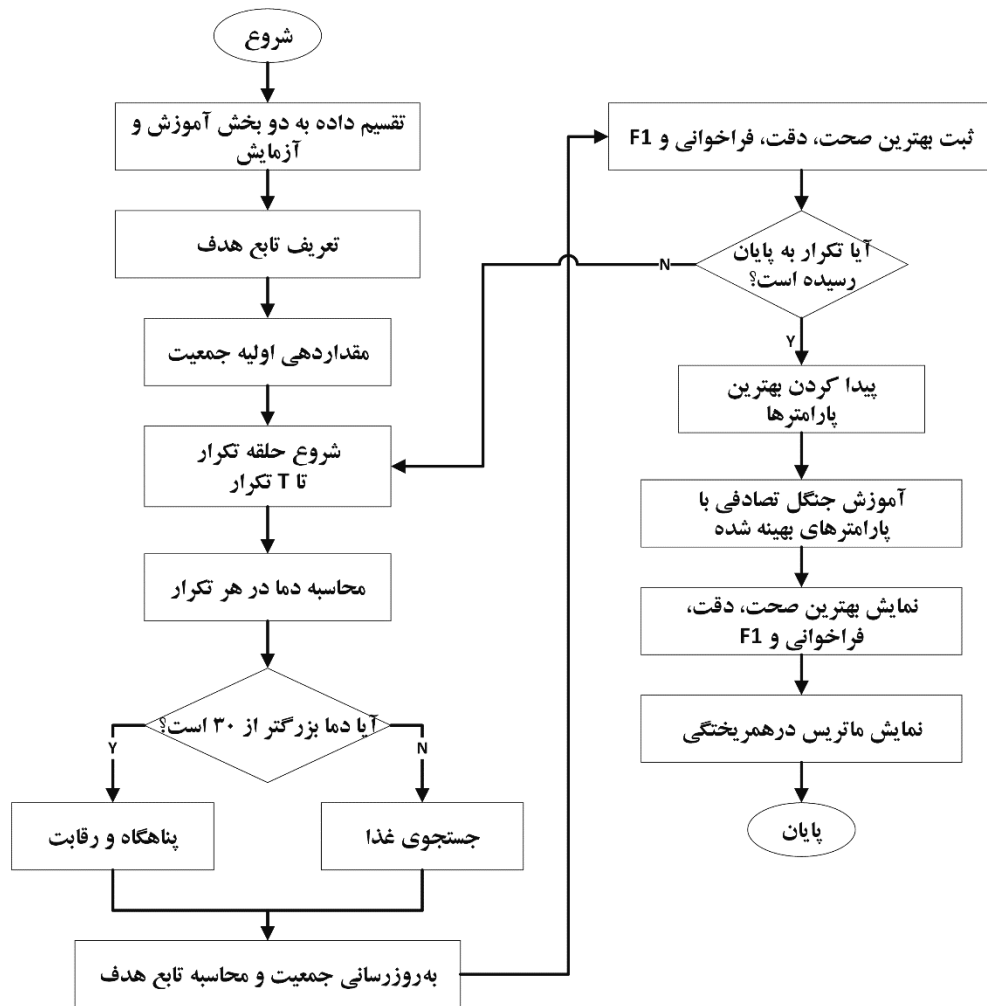 شروع
تقسیم داده به دو بخش آموزش و
آزمایش
تعریف تابع هدف
مقداردهی اولیه جمعیت
شروع حلقه تکرار
تا T تکرار
محاسبه دما در هر تکرار
آیا دما بزرگتر از ۳۰ است؟
Y
N
پناهگاه و رقابت
جستجوی غذا
به‌روزرسانی جمعیت و محاسبه تابع هدف
ثبت بهترین صحت، دقت، فراخوانی و F1
آیا تکرار به پایان
رسیده است؟
N
Y
پیدا کردن بهترین
پارامترها
آموزش جنگل تصادفی با
پارامترهای بهینه شده
نمایش بهترین صحت، دقت،
فراخوانی و F1
نمایش ماتریس درهمریختگی
پایان